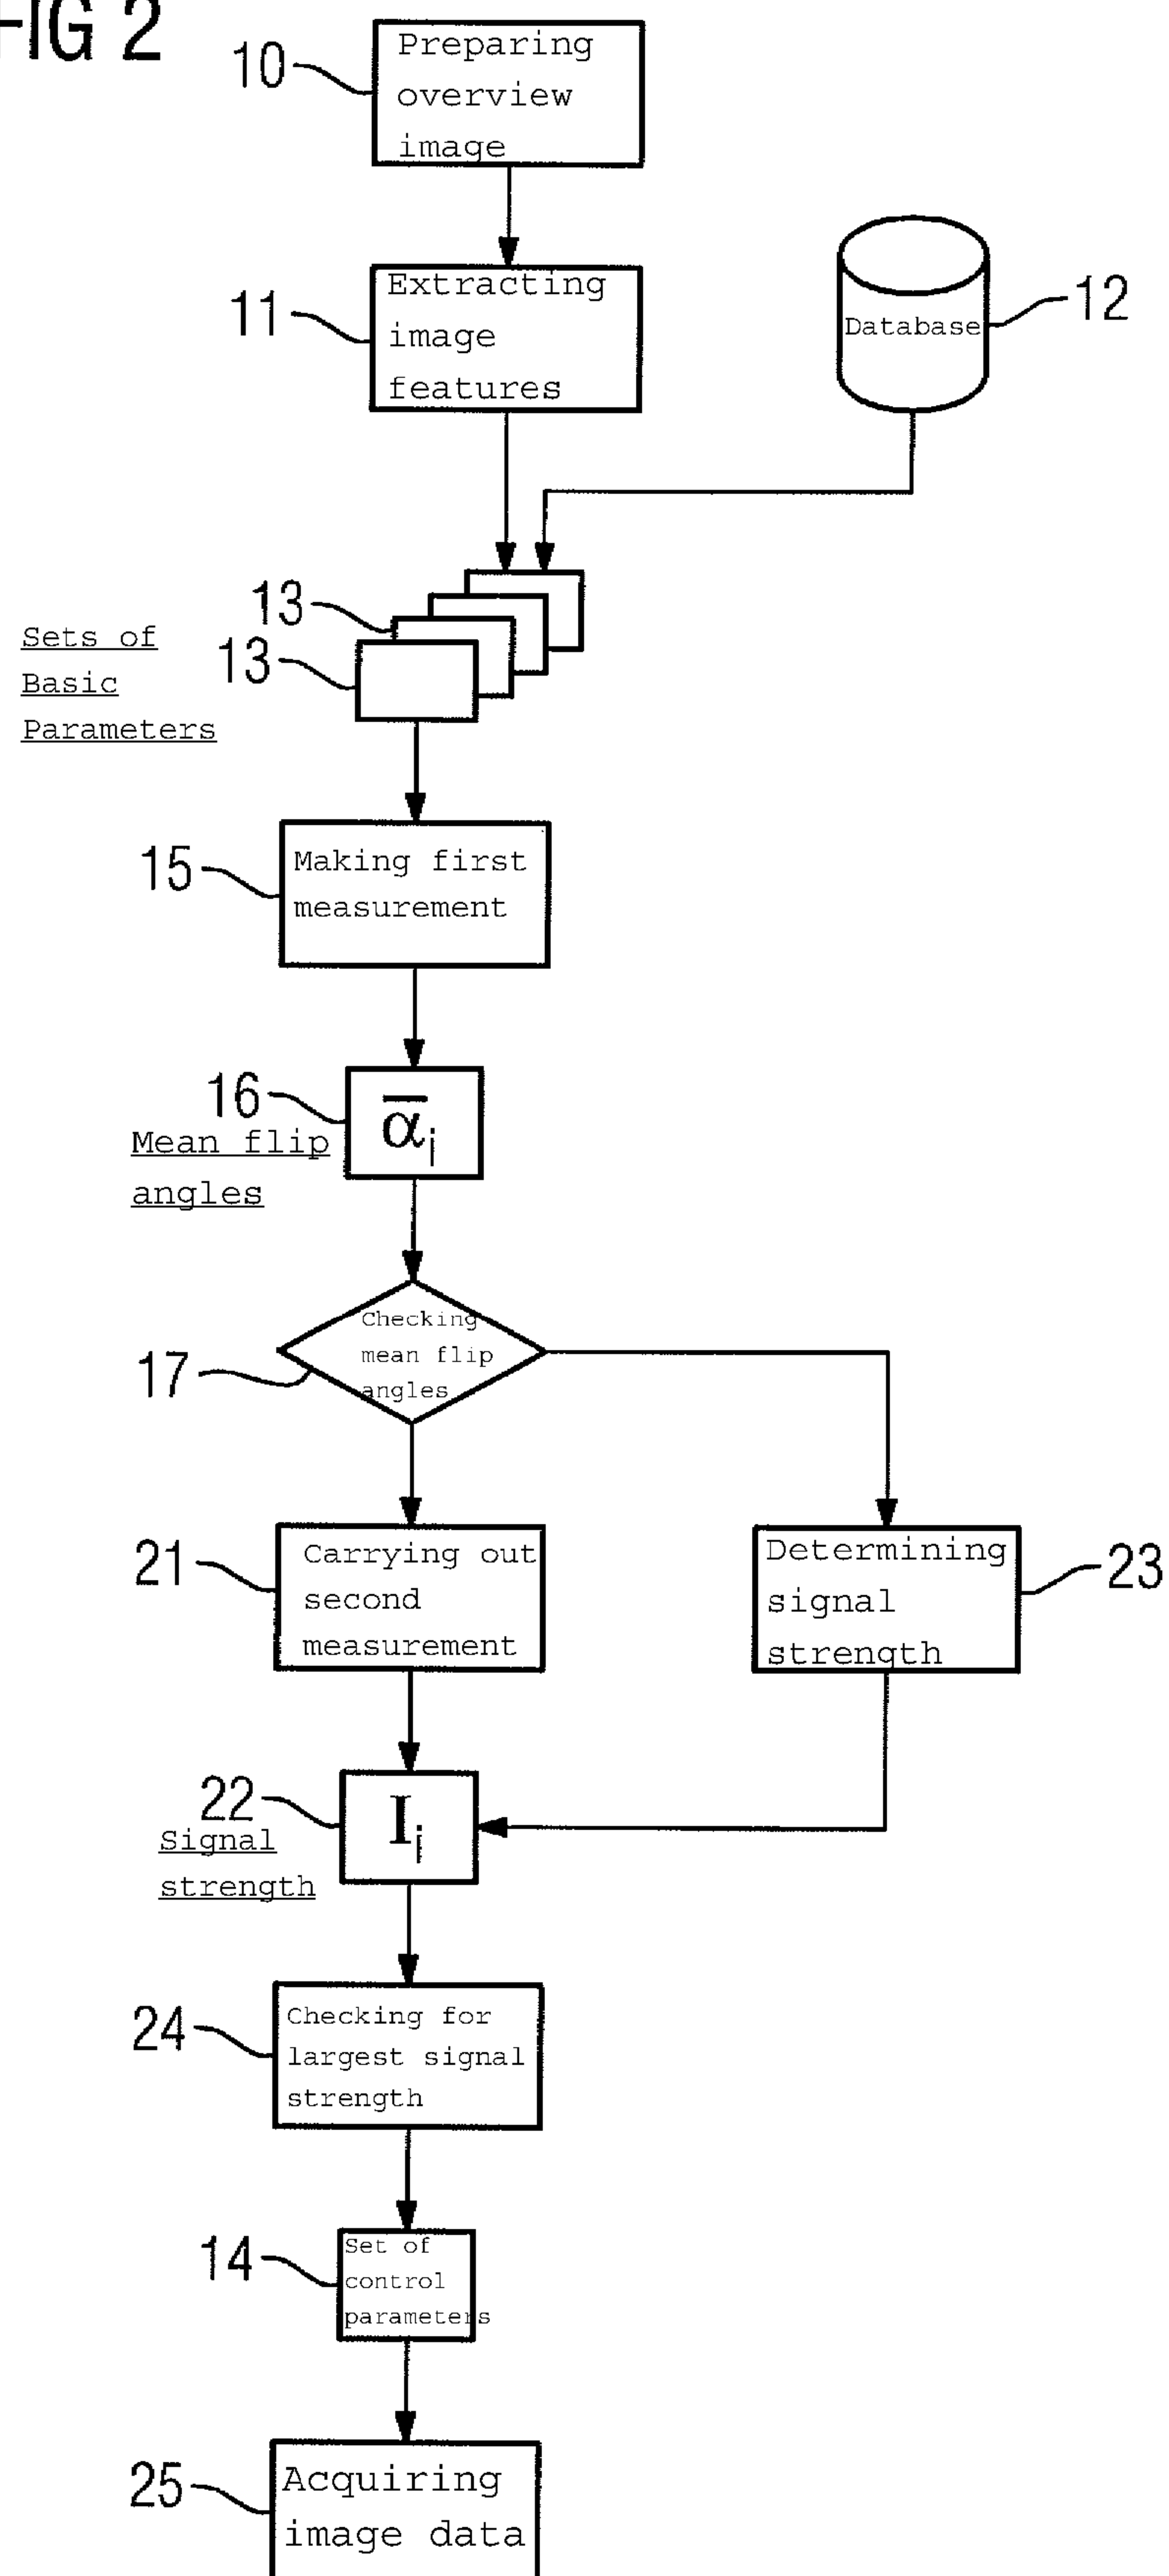 FIG 2
10
Preparing
overview
image
11
Extracting
image
features
Database
12
13
13
Sets of
Basic
Parameters
15
Making first
measurement
16
Mean flip
angles
α̅i
17
Checking
mean flip
angles
21
Carrying out
second
measurement
Determining
signal
strength
23
22
Signal
strength
Ii
24
Checking for
largest signal
strength
14
Set of
control
parameters
25
Acquiring
image data